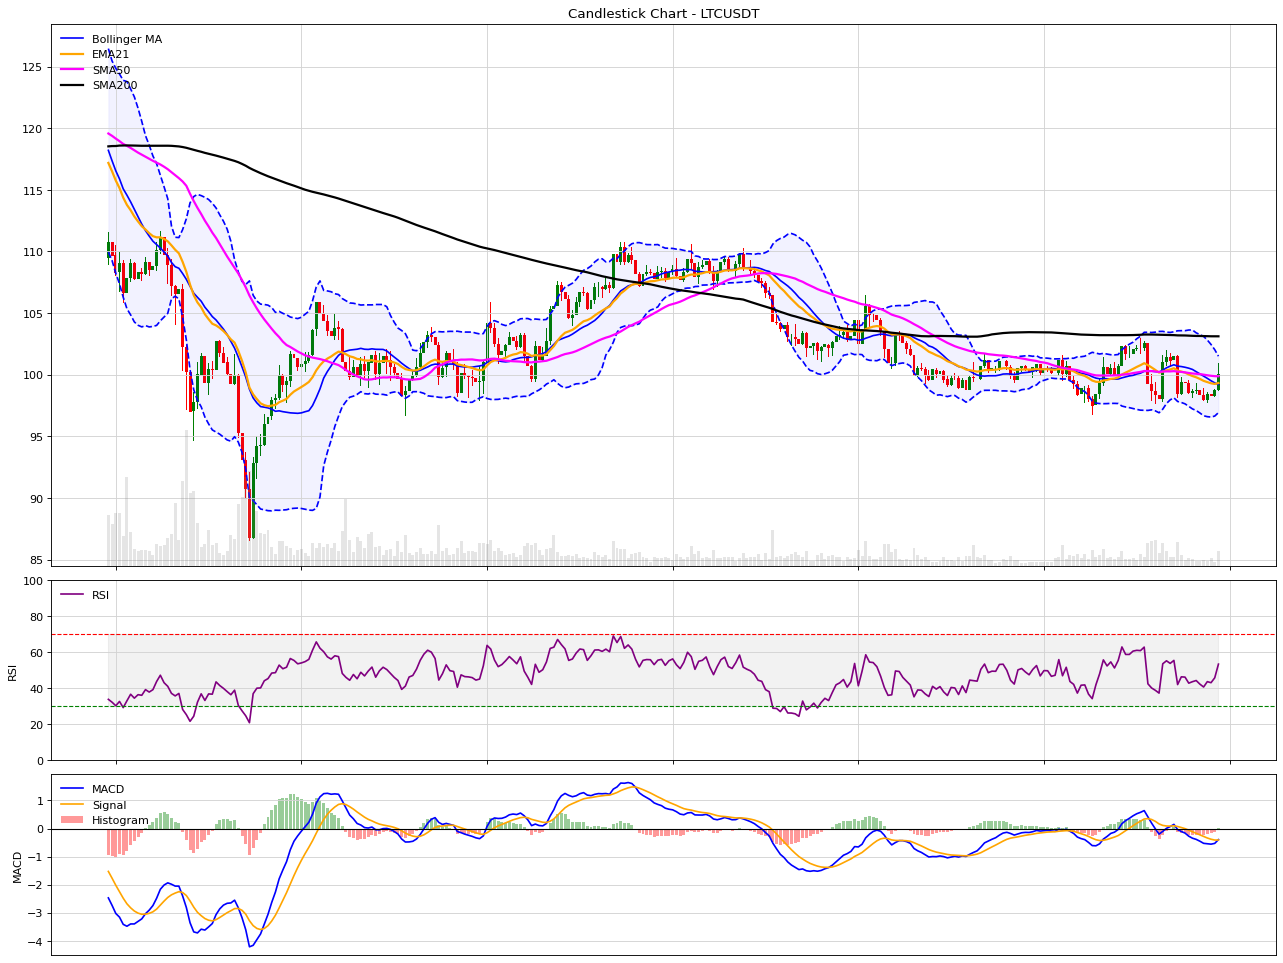 Candlestick Chart - LTCUSDT
Bollinger MA
EMA21
SMA50
SMA200
125
120
115
110
105
100
95
90
85
RSI
RSI
100
80
60
40
20
0
MACD
Signal
Histogram
MACD
1
0
−1
−2
−3
−4